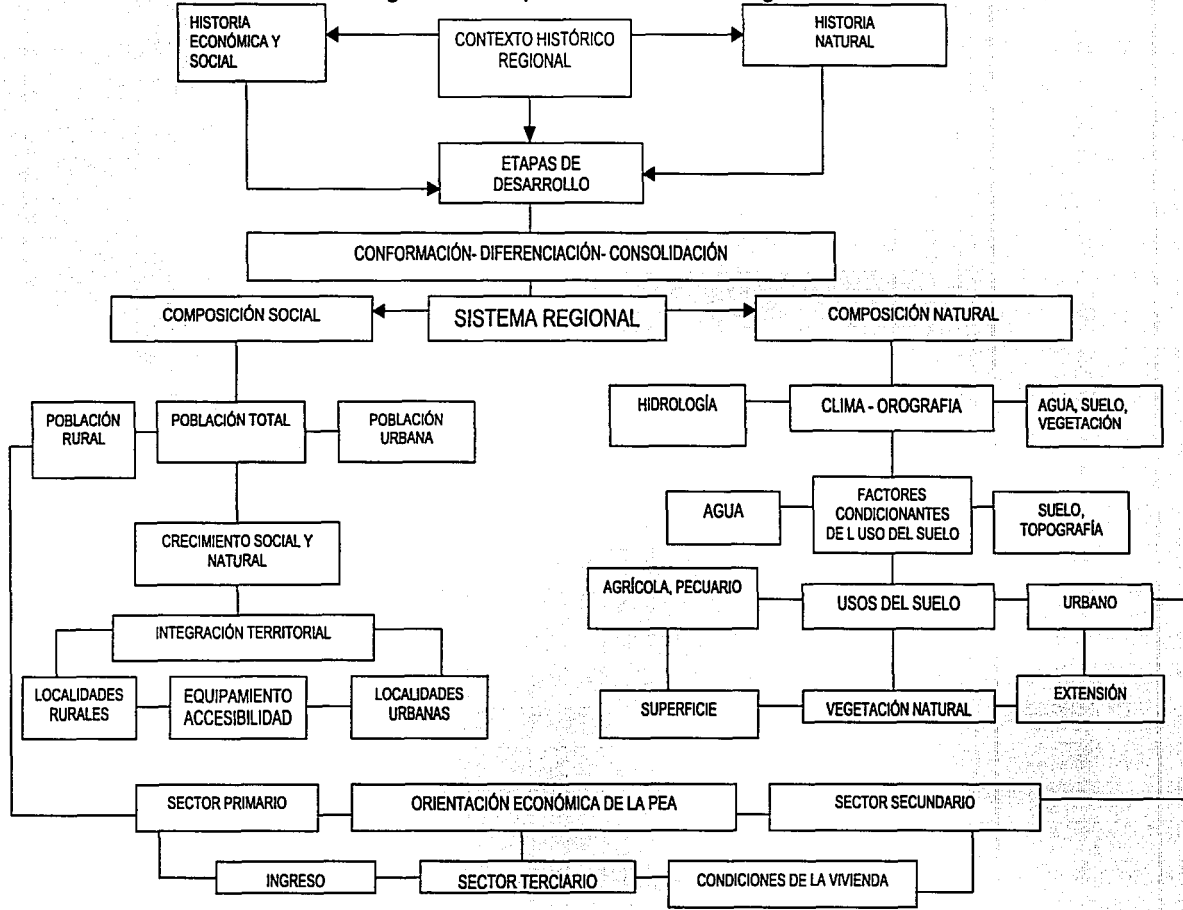 HISTORIA
ECONÓMICA Y
SOCIAL
CONTEXTO HISTÓRICO
REGIONAL
HISTORIA
NATURAL
ETAPAS DE
DESARROLLO
CONFORMACIÓN- DIFERENCIACIÓN- CONSOLIDACIÓN
COMPOSICIÓN SOCIAL
SISTEMA REGIONAL
COMPOSICIÓN NATURAL
POBLACIÓN
RURAL
POBLACIÓN TOTAL
POBLACIÓN
URBANA
HIDROLOGÍA
CLIMA - OROGRAFIA
AGUA, SUELO,
VEGETACIÓN
CRECIMIENTO SOCIAL Y
NATURAL
AGUA
FACTORES
CONDICIONANTES
DE L USO DEL SUELO
SUELO,
TOPOGRAFÍA
INTEGRACIÓN TERRITORIAL
AGRÍCOLA, PECUARIO
USOS DEL SUELO
URBANO
LOCALIDADES
RURALES
EQUIPAMIENTO
ACCESIBILIDAD
LOCALIDADES
URBANAS
SUPERFICIE
VEGETACIÓN NATURAL
EXTENSIÓN
SECTOR PRIMARIO
ORIENTACIÓN ECONÓMICA DE LA PEA
SECTOR SECUNDARIO
INGRESO
SECTOR TERCIARIO
CONDICIONES DE LA VIVIENDA